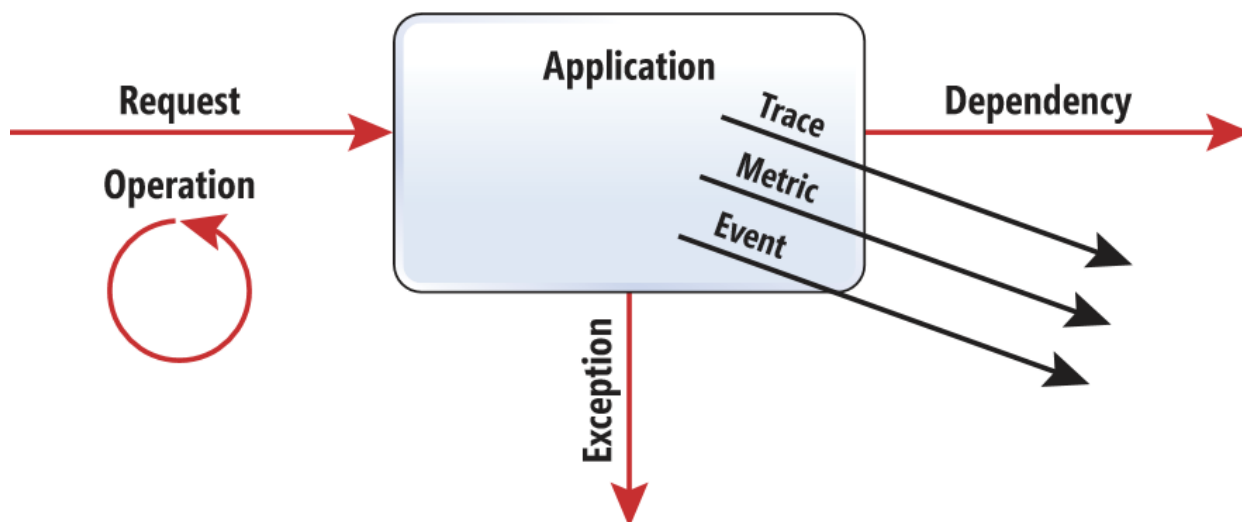 Application
Request
Trace
Dependency
Metric
Operation
Event
Exception